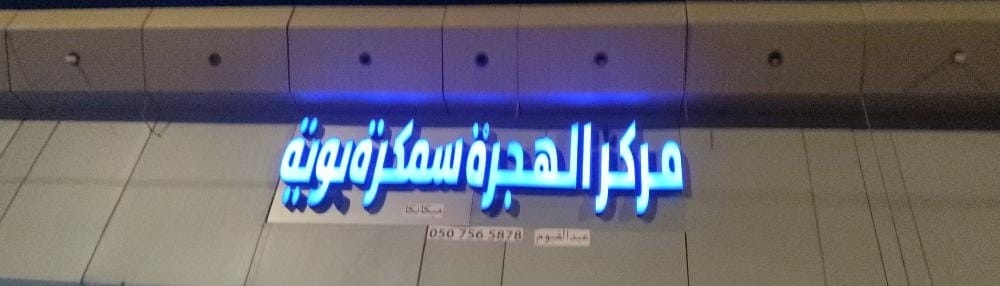 مركز الهجرة سمكرة بوية
ميكانيكا
050 756 5878 عبدالقيوم